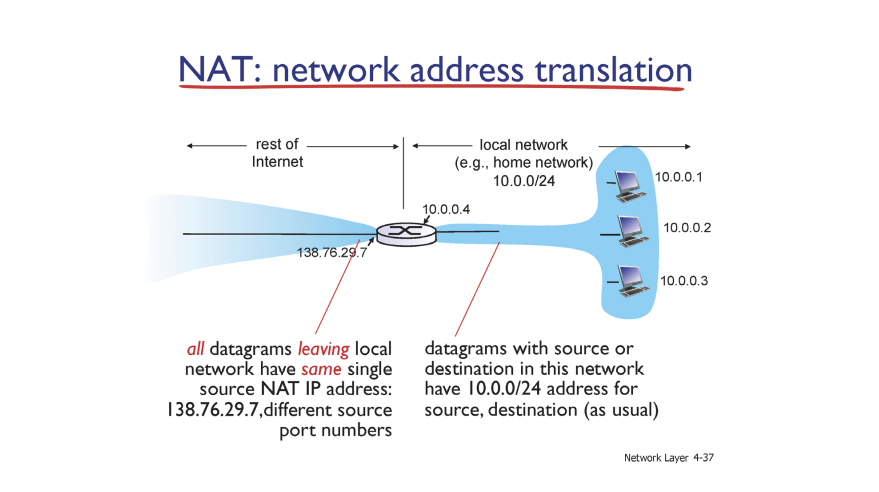 NAT: network address translation
rest of
Internet
local network
(e.g., home network)
10.0.0/24
10.0.0.1
10.0.0.4
10.0.0.2
138.76.29.7
10.0.0.3
all datagrams leaving local
network have same single
source NAT IP address:
138.76.29.7,different source
port numbers
datagrams with source or
destination in this network
have 10.0.0/24 address for
source, destination (as usual)
Network Layer 4-37